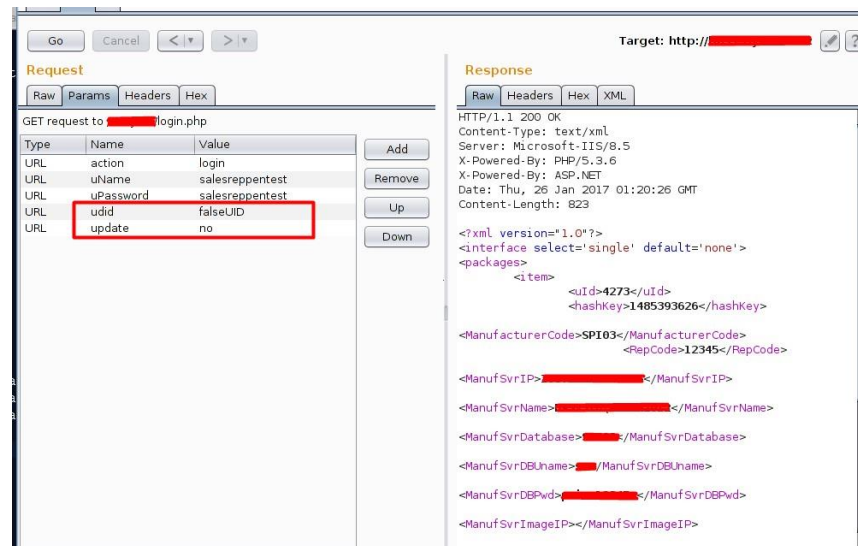 Go Cancel < > Target: http://
Request
Raw Params Headers Hex
GET request to login.php
Type Name Value
URL action login
URL uName salesreppentest
URL uPassword salesreppentest
URL udid falseUID
URL update no
Add
Remove
Up
Down
Response
Raw Headers Hex XML
HTTP/1.1 200 OK
Content-Type: text/xml
Server: Microsoft-IIS/8.5
X-Powered-By: PHP/5.3.6
X-Powered-By: ASP.NET
Date: Thu, 26 Jan 2017 01:20:26 GMT
Content-Length: 823
<?xml version="1.0"?>
<interface select='single' default='none'>
<packages>
<item>
<uId>4273</uId>
<hashKey>1485393626</hashKey>
<ManufacturerCode>SPI03</ManufacturerCode>
<RepCode>12345</RepCode>
<ManufSvrIP></ManufSvrIP>
<ManufSvrName></ManufSvrName>
<ManufSvrDatabase></ManufSvrDatabase>
<ManufSvrDBUname>/ManufSvrDBUname>
<ManufSvrDBPwd></ManufSvrDBPwd>
<ManufSvrImageIP></ManufSvrImageIP>